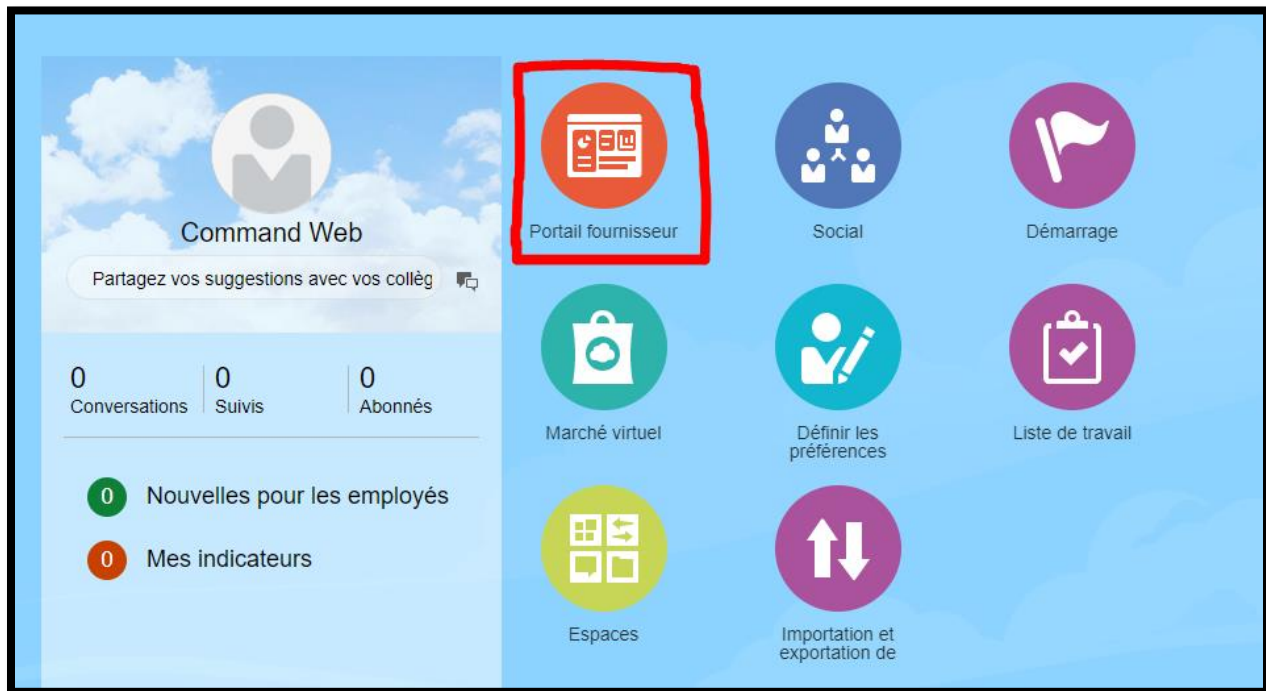 Command Web
Partagez vos suggestions avec vos collèg
0
Conversations
0
Suivis
0
Abonnés
0 Nouvelles pour les employés
0 Mes indicateurs
Portail fournisseur
Social
Démarrage
Marché virtuel
Définir les
préférences
Liste de travail
Espaces
Importation et
exportation de